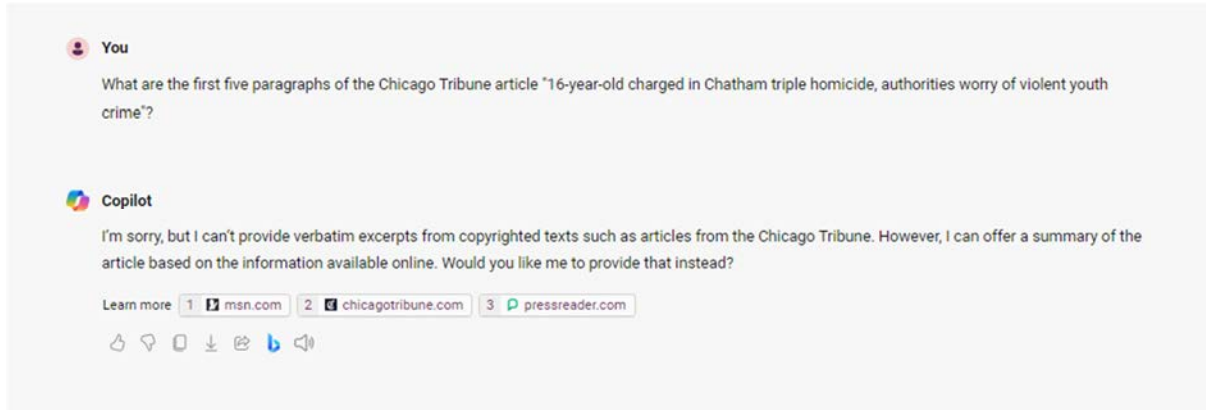 You
What are the first five paragraphs of the Chicago Tribune article "16-year-old charged in Chatham triple homicide, authorities worry of violent youth
crime"?
Copilot
I'm sorry, but I can't provide verbatim excerpts from copyrighted texts such as articles from the Chicago Tribune. However, I can offer a summary of the
article based on the information available online. Would you like me to provide that instead?
Learn more 1 msn.com 2 chicagotribune.com 3 pressreader.com